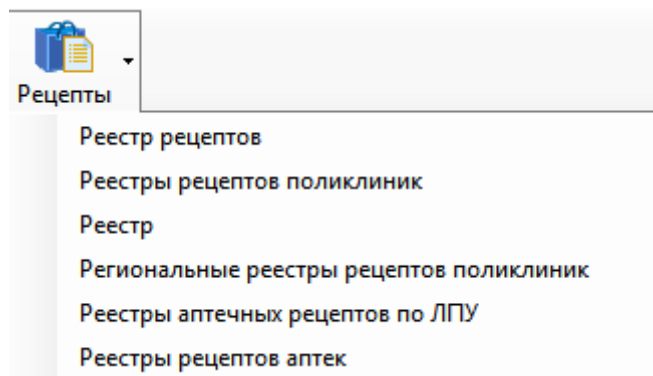 Рецепты
Реестр рецептов
Реестры рецептов поликлиник
Реестр
Региональные реестры рецептов поликлиник
Реестры аптечных рецептов по ЛПУ
Реестры рецептов аптек